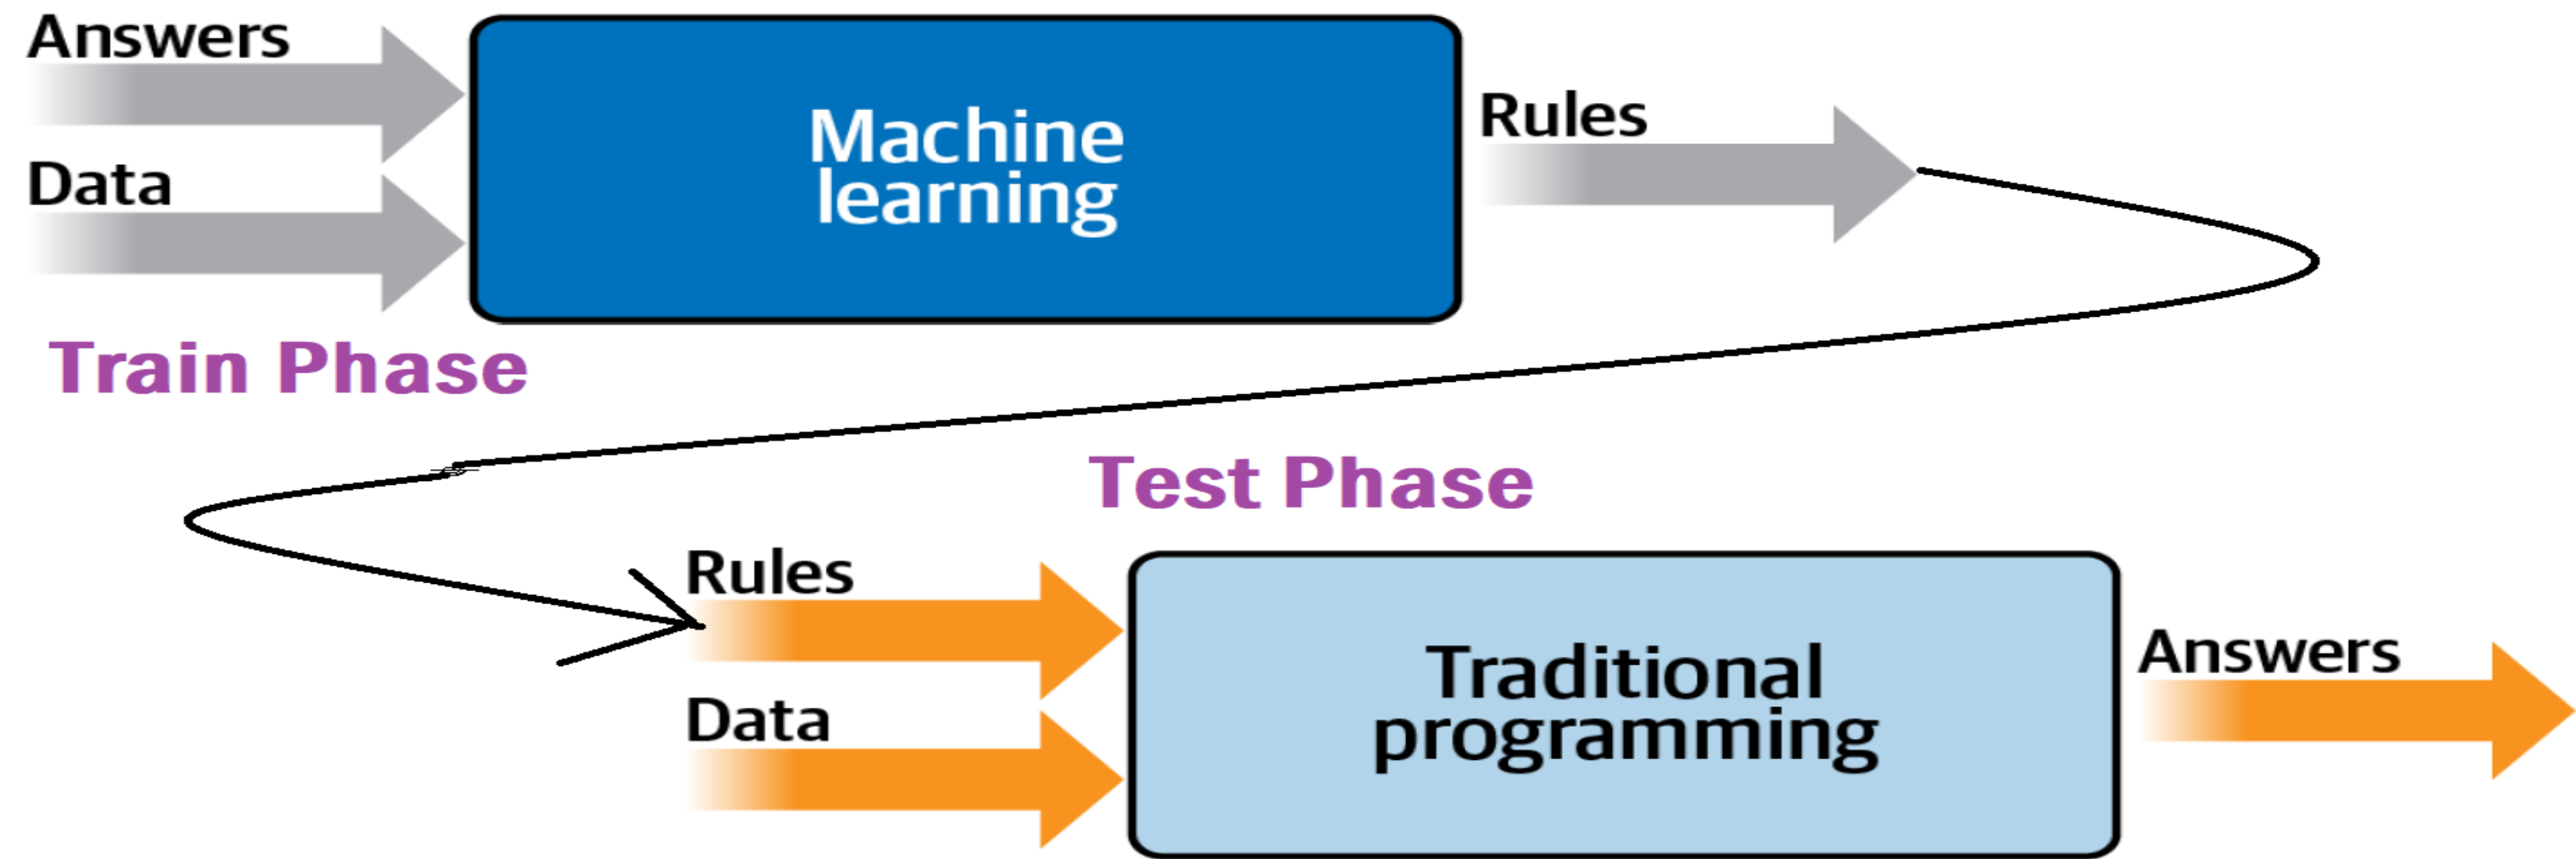 Answers
Data
Machine
learning
Rules
Train Phase
Test Phase
Rules
Data
Traditional
programming
Answers